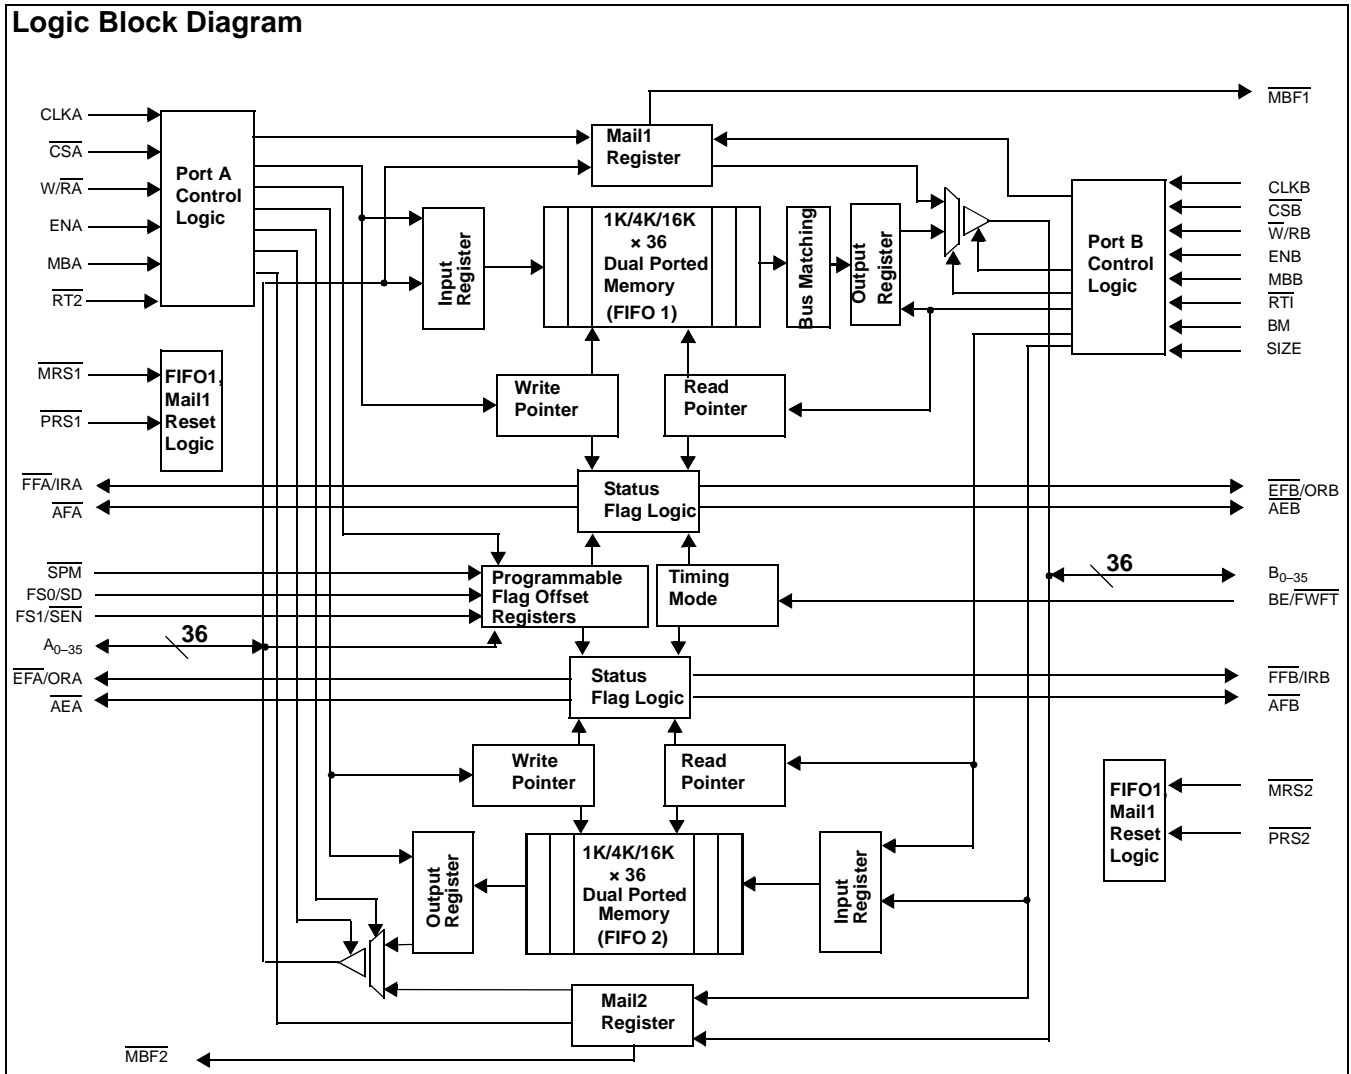 Logic Block Diagram
MBF1
CLKA
CSA
W/RA
ENA
MBA
RT2
Port A
Control
Logic
Mail1
Register
Input
Register
1K/4K/16K
× 36
Dual Ported
Memory
(FIFO 1)
Bus Matching
Output
Register
Port B
Control
Logic
CLKB
CSB
W/RB
ENB
MBB
RTI
BM
SIZE
MRS1
PRS1
FIFO1,
Mail1
Reset
Logic
Write
Pointer
Read
Pointer
FFA/IRA
AFA
Status
Flag Logic
EFB/ORB
AEB
SPM
FS0/SD
FS1/SEN
Programmable
Flag Offset
Registers
Timing
Mode
36
B0–35
BE/FWFT
36
A0–35
EFA/ORA
AEA
Status
Flag Logic
FFB/IRB
AFB
Write
Pointer
Read
Pointer
FIFO1,
Mail1
Reset
Logic
MRS2
PRS2
Output
Register
1K/4K/16K
× 36
Dual Ported
Memory
(FIFO 2)
Input
Register
Mail2
Register
MBF2